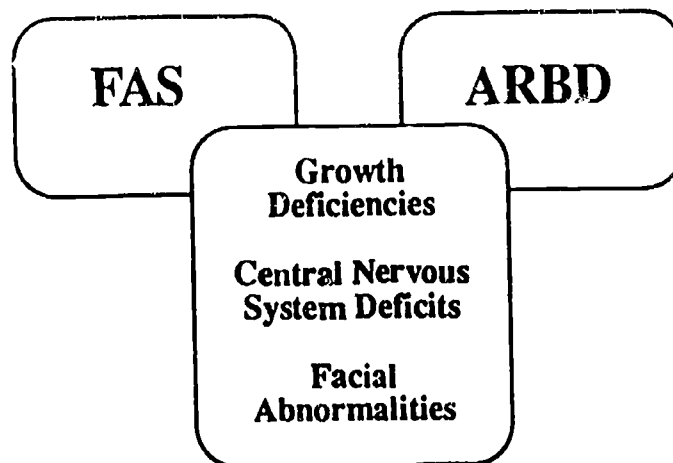 FAS
ARBD
Growth
Deficiencies
Central Nervous
System Deficits
Facial
Abnormalities